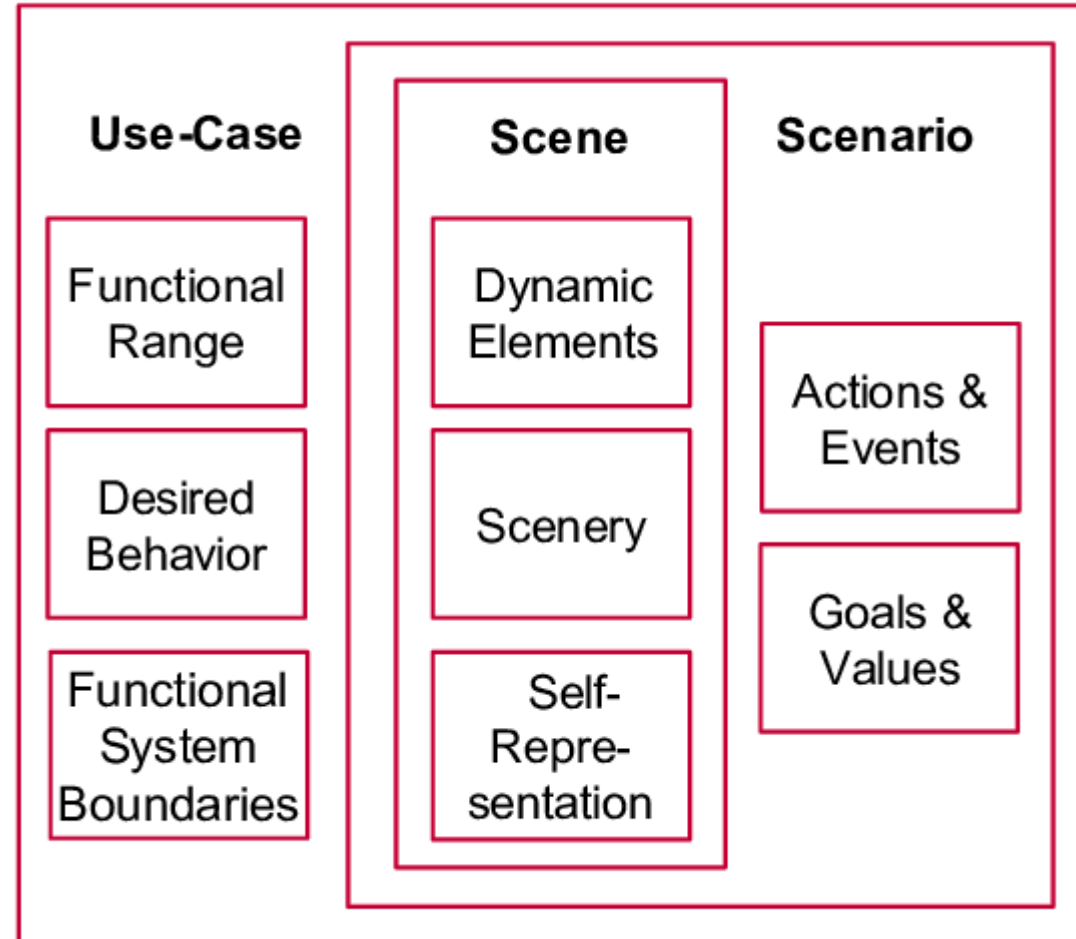 Use-Case
Functional
Range
Desired
Behavior
Functional
System
Boundaries
Scene
Dynamic
Elements
Scenery
Self-
Repre-
sentation
Scenario
Actions &
Events
Goals &
Values